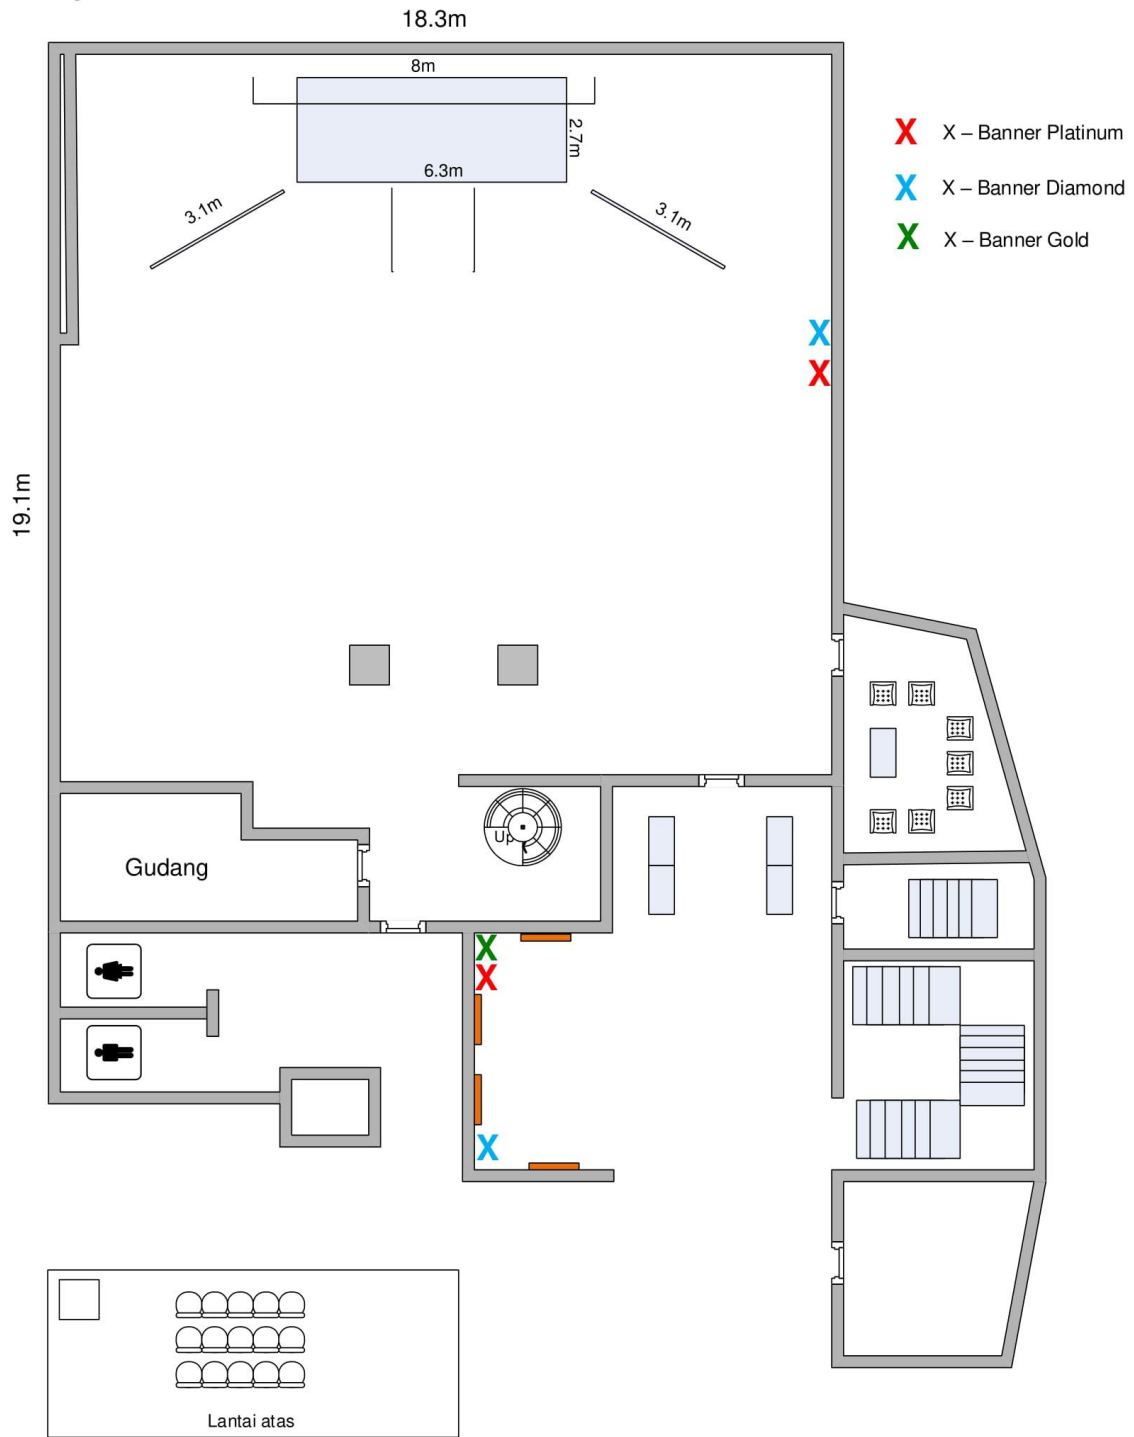 18.3m
8m
2.7m
6.3m
3.1m
3.1m
X X – Banner Platinum
X X – Banner Diamond
X X – Banner Gold
X
X
19.1m
Up
Gudang
X
X
X
Lantai atas